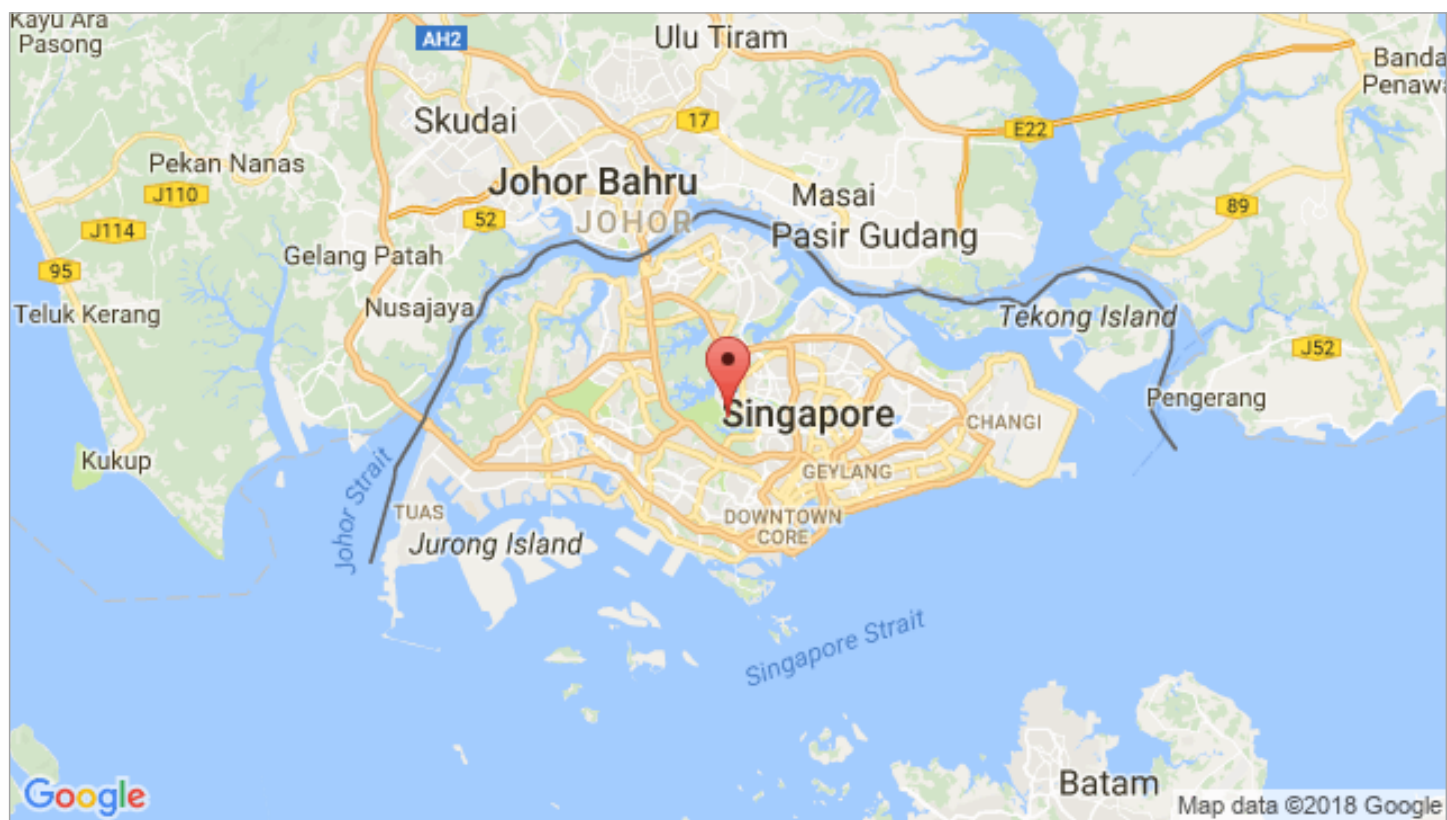 Kayu Ara
Pasong
AH2
Ulu Tiram
Banda
Penawa
Skudai
17
E22
Pekan Nanas
J110
Johor Bahru
Masai
52
89
J114
JOHOR
Pasir Gudang
Gelang Patah
95
Nusajaya
Teluk Kerang
Tekong Island
J52
Pengerang
Singapore
CHANGI
Kukup
GEYLANG
Johor Strait
TUAS
DOWNTOWN
CORE
Jurong Island
Singapore Strait
Batam
Google
Map data ©2018 Google